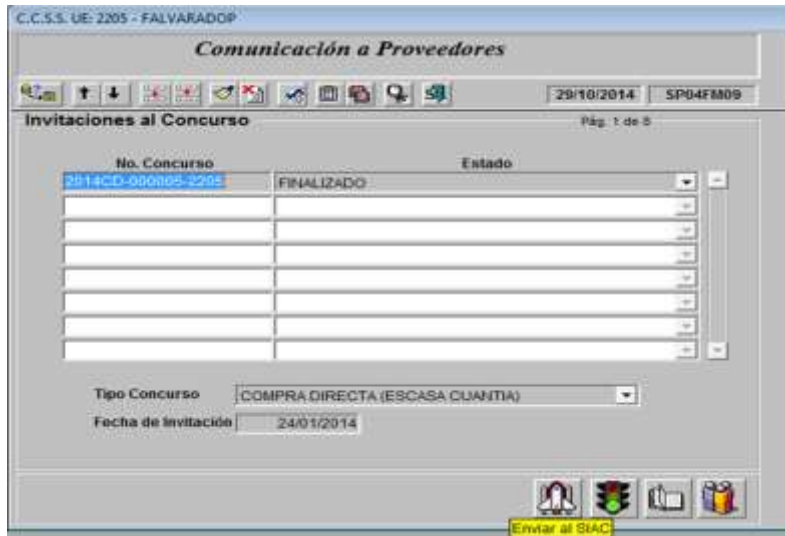 C.C.S.S. UE: 2205 - FALVARADOP
Comunicación a Proveedores
29/10/2014 SP04FM09
Invitaciones al Concurso Pág. 1 de 8
No. Concurso Estado
2014CD-000005-2205 FINALIZADO
Tipo Concurso COMPRA DIRECTA (ESCASA CUANTIA)
Fecha de Invitación 24/01/2014
Enviar al SIAC